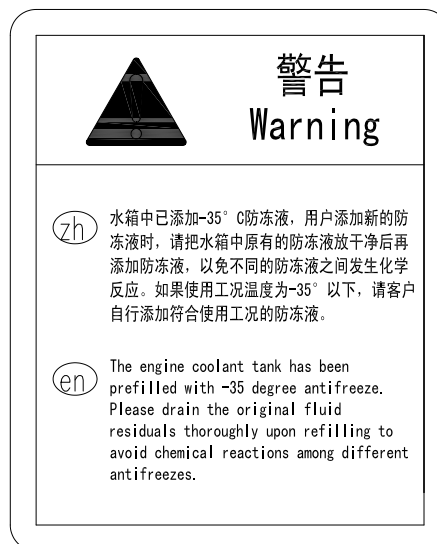 警告
Warning
zh
水箱中已添加-35° C防冻液，用户添加新的防
冻液时，请把水箱中原有的防冻液放干净后再
添加防冻液，以免不同的防冻液之间发生化学
反应。如果使用工况温度为-35° 以下，请客户
自行添加符合使用工况的防冻液。
en
The engine coolant tank has been
prefilled with -35 degree antifreeze.
Please drain the original fluid
residuals thoroughly upon refilling to
avoid chemical reactions among different
antifreezes.